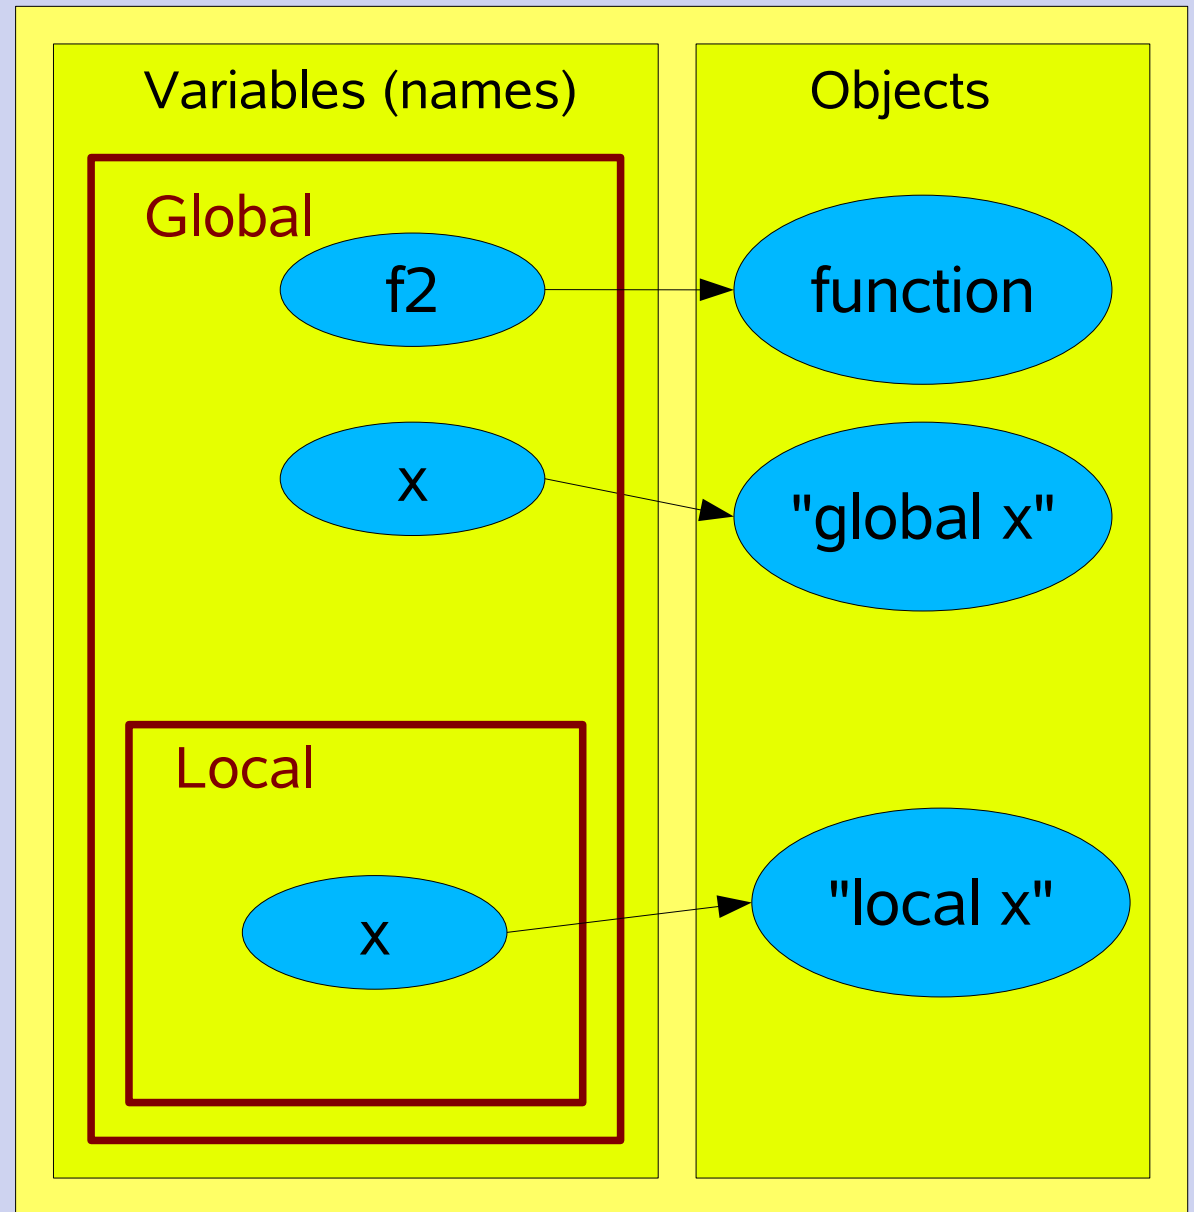 Variables (names)
Objects
Global
f2
function
x
"global x"
Local
x
"local x"